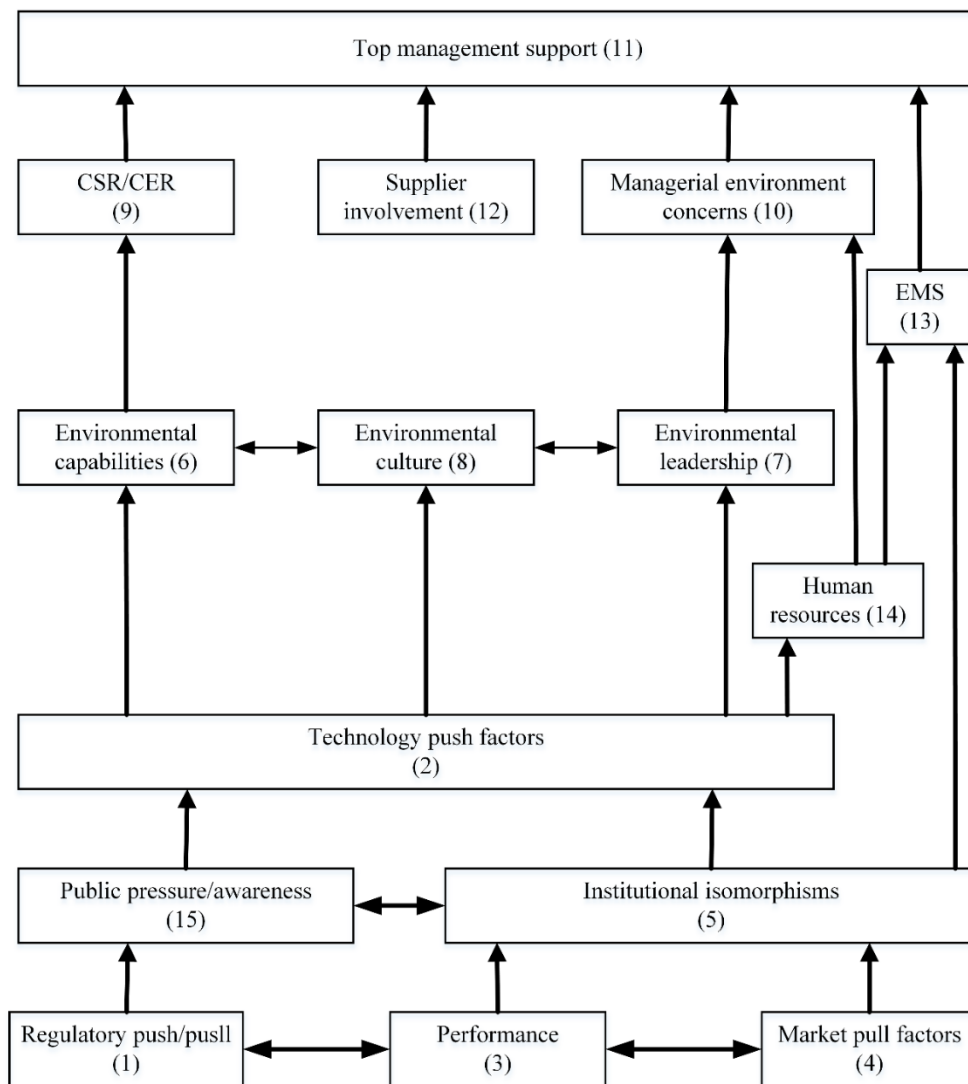 Top management support (11)
CSR/CER
(9)
Supplier
involvement (12)
Managerial environment
concerns (10)
EMS
(13)
Environmental
capabilities (6)
Environmental
culture (8)
Environmental
leadership (7)
Human
resources (14)
Technology push factors
(2)
Public pressure/awareness
(15)
Institutional isomorphisms
(5)
Regulatory push/pusll
(1)
Performance
(3)
Market pull factors
(4)